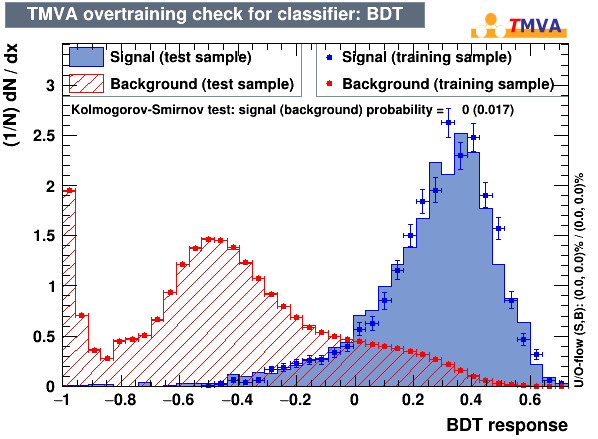 TMVA overtraining check for classifier: BDT
TMVA
Signal (test sample)
Signal (training sample)
Background (test sample)
Background (training sample)
Kolmogorov-Smirnov test: signal (background) probability = 0 (0.017)
(1/N) dN / dx
3
2.5
2
1.5
1
0.5
0
−1 −0.8 −0.6 −0.4 −0.2 0 0.2 0.4 0.6
BDT response
U/O-flow (S,B): (0.0, 0.0)% / (0.0, 0.0)%